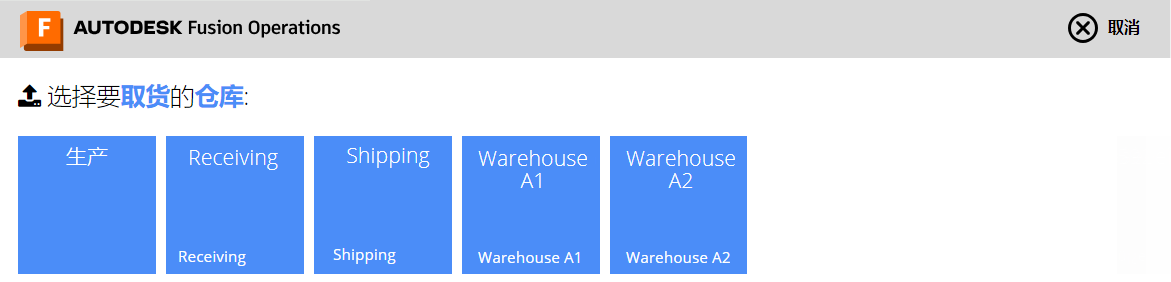 F AUTODESK Fusion Operations
取消
选择要取货的仓库:
生产
Receiving
Receiving
Shipping
Shipping
Warehouse
A1
Warehouse A1
Warehouse
A2
Warehouse A2